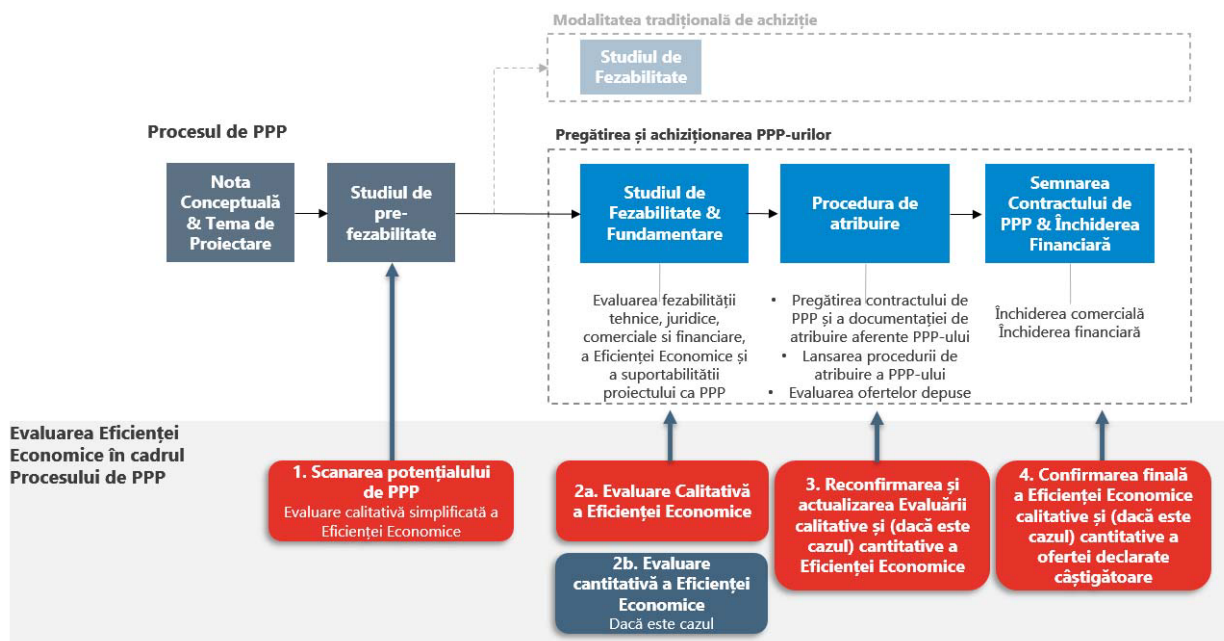 Modalitatea tradițională de achiziție
Studiul de
Fezabilitate
Procesul de PPP
Pregătirea și achiziționarea PPP-urilor
Nota
Conceptuală
& Tema de
Proiectare
Studiul de
pre-
fezabilitate
Studiul de
Fezabilitate &
Fundamentare
Procedura de
atribuire
Semnarea
Contractului de
PPP & Închiderea
Financiară
Evaluarea fezabilității
tehnice, juridice,
comerciale si financiare,
a Eficienței Economice și
a suportabilității
proiectului ca PPP
• Pregătirea contractului de
PPP și a documentației de
atribuire aferente PPP-ului
• Lansarea procedurii de
atribuire a PPP-ului
• Evaluarea ofertelor depuse
Închiderea comercială
Închiderea financiară
Evaluarea Eficienței
Economice în cadrul
Procesului de PPP
1. Scanarea potențialului
de PPP
Evaluare calitativă simplificată a
Eficienței Economice
2a. Evaluare Calitativă
a Eficienței Economice
2b. Evaluare
cantitativă a Eficienței
Economice
Dacă este cazul
3. Reconfirmarea și
actualizarea Evaluării
calitative și (dacă este
cazul) cantitative a
Eficienței Economice
4. Confirmarea finală
a Eficienței Economice
calitative și (dacă este
cazul) cantitative a
ofertei declarate
câștigătoare